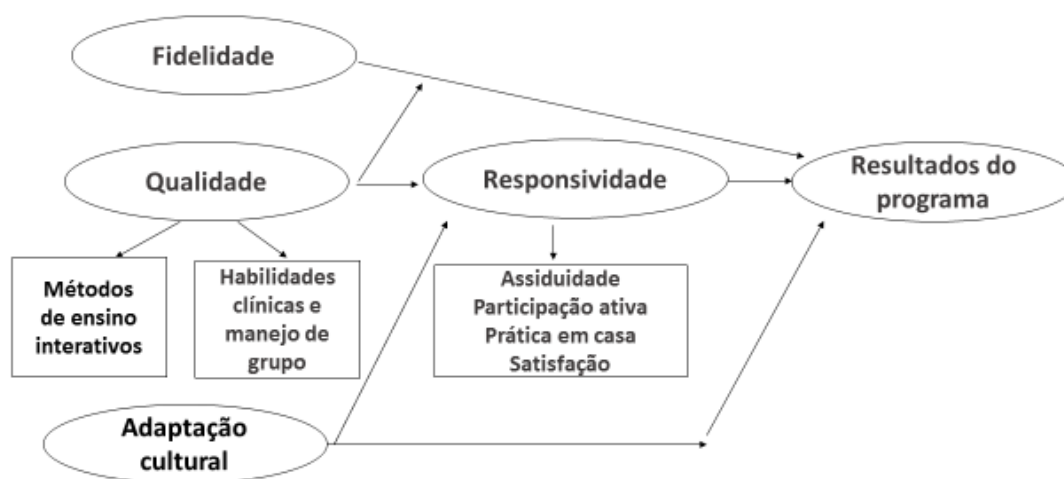 Fidelidade
Qualidade
Responsividade
Resultados do
programa
Métodos
de ensino
interativos
Habilidades
clínicas e
manejo de
grupo
Assiduidade
Participação ativa
Prática em casa
Satisfação
Adaptação
cultural